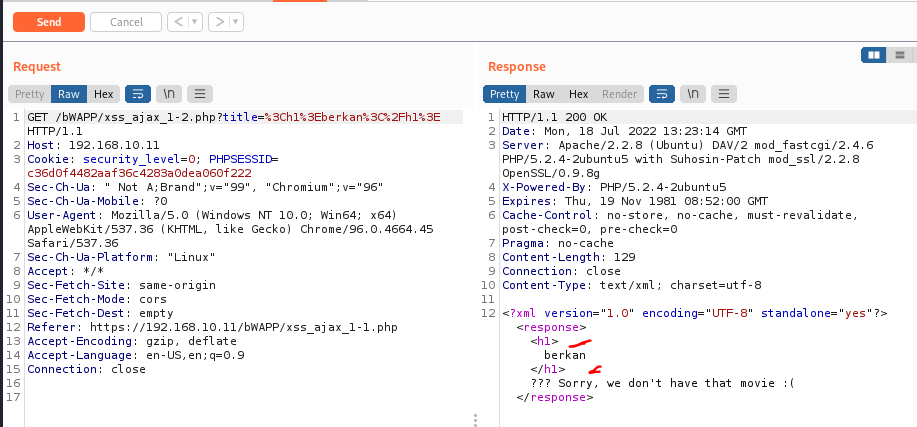 Send Cancel < ▼ > ▼
Request
Pretty Raw Hex \n
1 GET /bWAPP/xss_ajax_1-2.php?title=%3Ch1%3Eberkan%3C%2Fh1%3E
HTTP/1.1
2 Host: 192.168.10.11
3 Cookie: security_level=0; PHPSESSID=
c36d0f4482aaf36c4283a0dea060f222
4 Sec-Ch-Ua: " Not A;Brand";v="99", "Chromium";v="96"
5 Sec-Ch-Ua-Mobile: ?0
6 User-Agent: Mozilla/5.0 (Windows NT 10.0; Win64; x64)
AppleWebKit/537.36 (KHTML, like Gecko) Chrome/96.0.4664.45
Safari/537.36
7 Sec-Ch-Ua-Platform: "Linux"
8 Accept: */*
9 Sec-Fetch-Site: same-origin
10 Sec-Fetch-Mode: cors
11 Sec-Fetch-Dest: empty
12 Referer: https://192.168.10.11/bWAPP/xss_ajax_1-1.php
13 Accept-Encoding: gzip, deflate
14 Accept-Language: en-US,en;q=0.9
15 Connection: close
16
17
Response
Pretty Raw Hex Render \n
1 HTTP/1.1 200 OK
2 Date: Mon, 18 Jul 2022 13:23:14 GMT
3 Server: Apache/2.2.8 (Ubuntu) DAV/2 mod_fastcgi/2.4.6
PHP/5.2.4-2ubuntu5 with Suhosin-Patch mod_ssl/2.2.8
OpenSSL/0.9.8g
4 X-Powered-By: PHP/5.2.4-2ubuntu5
5 Expires: Thu, 19 Nov 1981 08:52:00 GMT
6 Cache-Control: no-store, no-cache, must-revalidate,
post-check=0, pre-check=0
7 Pragma: no-cache
8 Content-Length: 129
9 Connection: close
10 Content-Type: text/xml; charset=utf-8
11
12 <?xml version="1.0" encoding="UTF-8" standalone="yes"?>
<response>
<h1>
berkan
</h1>
??? Sorry, we don't have that movie :(
</response>